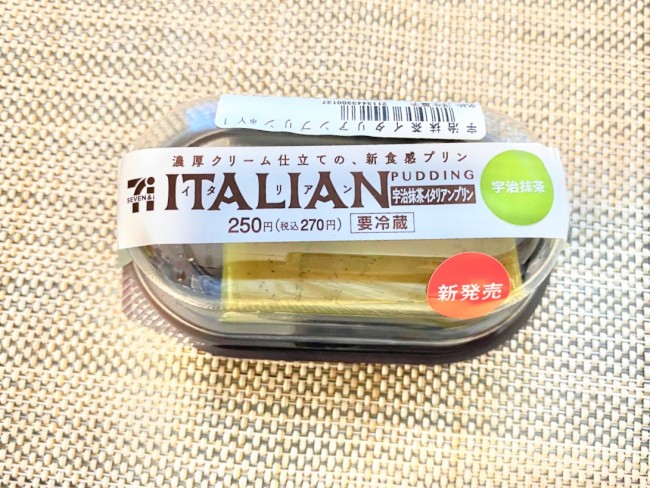 宇治抹茶イタリアンプリン*Y1
2113443300137
濃厚クリーム仕立ての、新食感プリン
SEVEN&i
ITALIAN
イタリアン
PUDDING
宇治抹茶イタリアンプリン
宇治抹茶
250円(税込270円) 要冷蔵
新発売